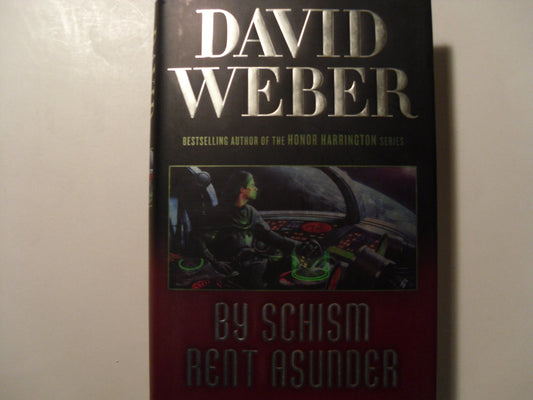 DAVID
WEBER
BESTSELLING AUTHOR OF THE HONOR HARRINGTON SERIES
BY SCHISM
RENT ASUNDER